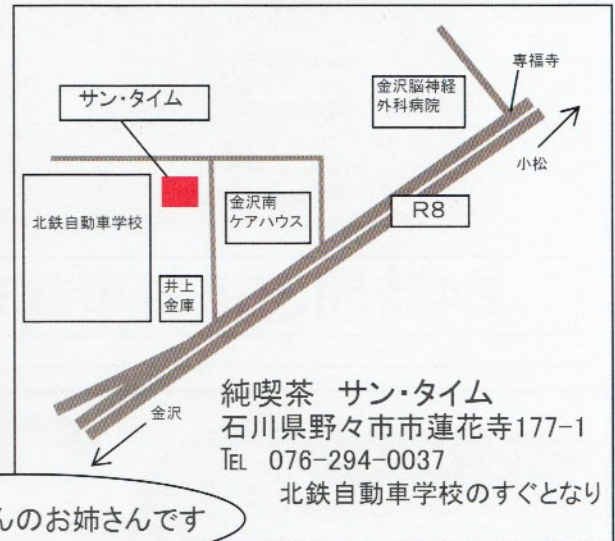 サン・タイム
北鉄自動車学校
金沢南
ケアハウス
井上
金庫
金沢脳神経
外科病院
専福寺
小松
R8
金沢
純喫茶 サン・タイム
石川県野々市市蓮花寺177-1
℡ 076-294-0037
北鉄自動車学校のすぐとなり
んのお姉さんです